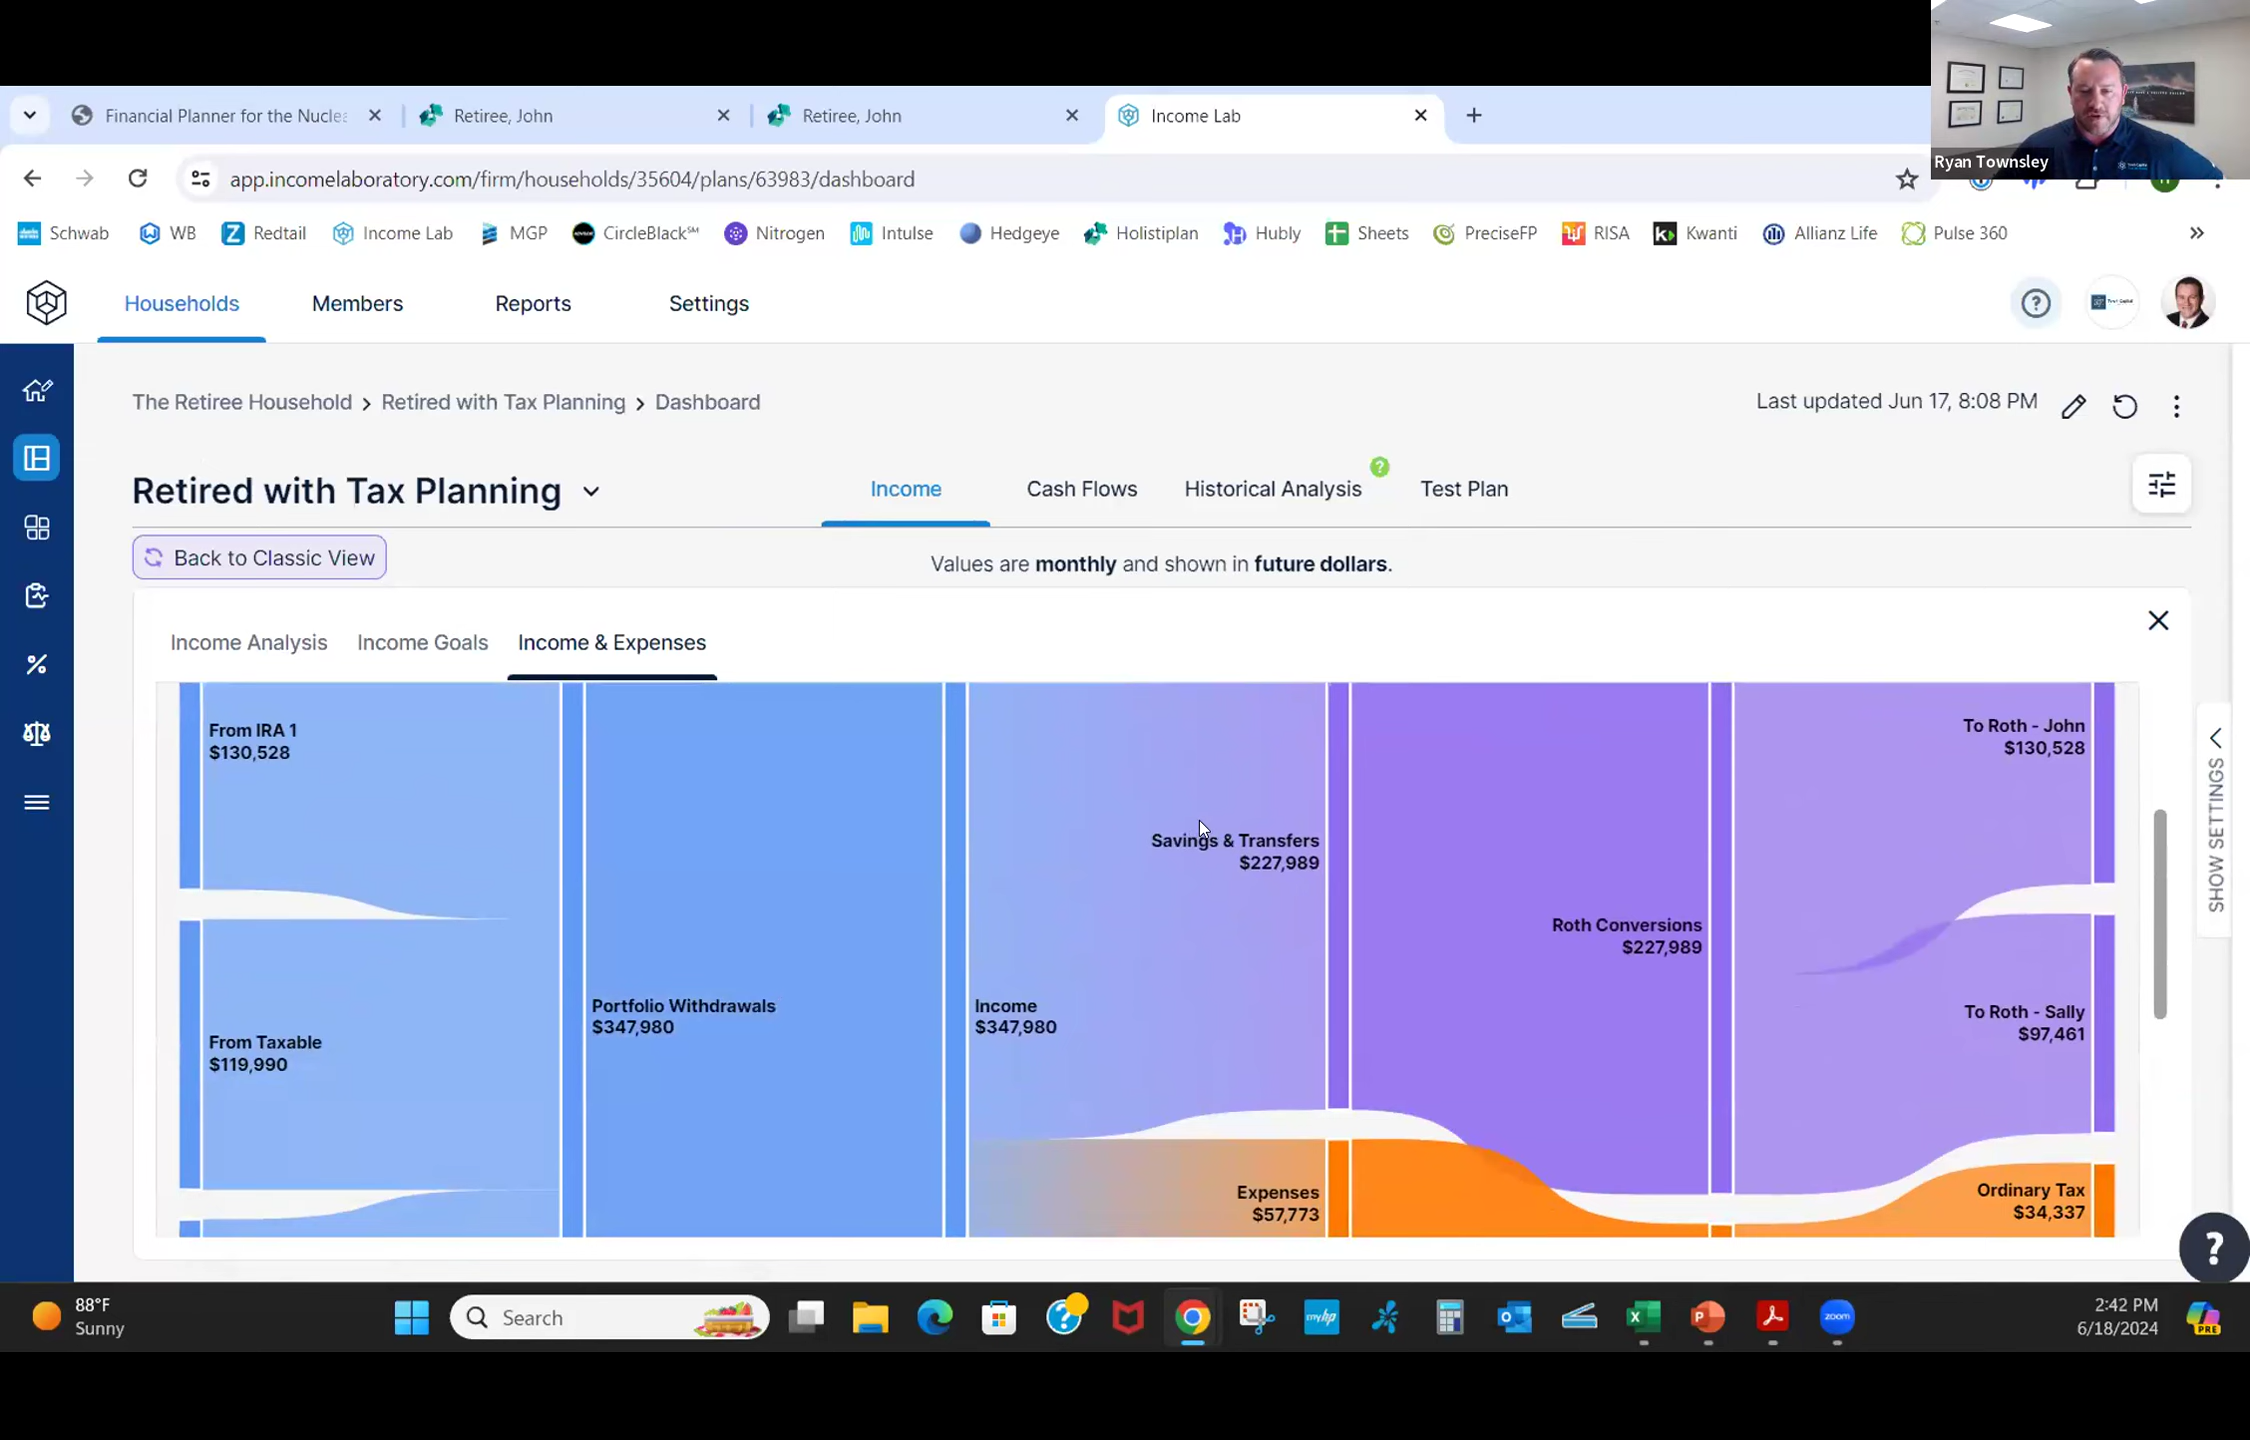 Financial Planner for the Nuclea
Retiree, John
Retiree, John
Income Lab
Ryan Townsley
app.incomelaboratory.com/firm/households/35604/plans/63983/dashboard
Schwab
WB
Redtail
Income Lab
MGP
CircleBlack℠
Nitrogen
Intulse
Hedgeye
Holistiplan
Hubly
Sheets
PreciseFP
RISA
Kwanti
Allianz Life
Pulse 360
Households
Members
Reports
Settings
The Retiree Household > Retired with Tax Planning > Dashboard
Last updated Jun 17, 8:08 PM
Retired with Tax Planning
Income
Cash Flows
Historical Analysis
?
Test Plan
Back to Classic View
Values are monthly and shown in future dollars.
Income Analysis
Income Goals
Income & Expenses
From IRA 1
$130,528
From Taxable
$119,990
Portfolio Withdrawals
$347,980
Income
$347,980
Savings & Transfers
$227,989
Expenses
$57,773
Roth Conversions
$227,989
To Roth - John
$130,528
To Roth - Sally
$97,461
Ordinary Tax
$34,337
SHOW SETTINGS
?
88°F
Sunny
Search
myhp
zoom
PRE
2:42 PM
6/18/2024